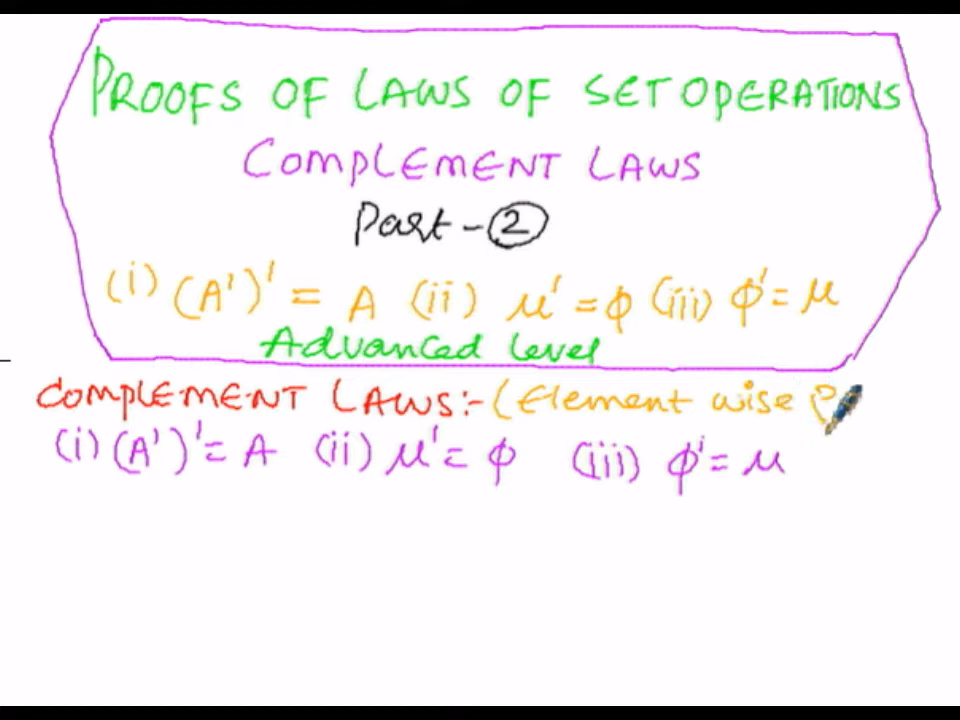 PROOFS OF LAWS OF SET OPERATIONS
COMPLEMENT LAWS
Part - 2
(i) (A')' = A (ii) μ' = φ (iii) φ' = μ
Advanced level
COMPLEMENT LAWS:- (Element wise
(i) (A')' = A (ii) μ' = φ (iii) φ' = μ